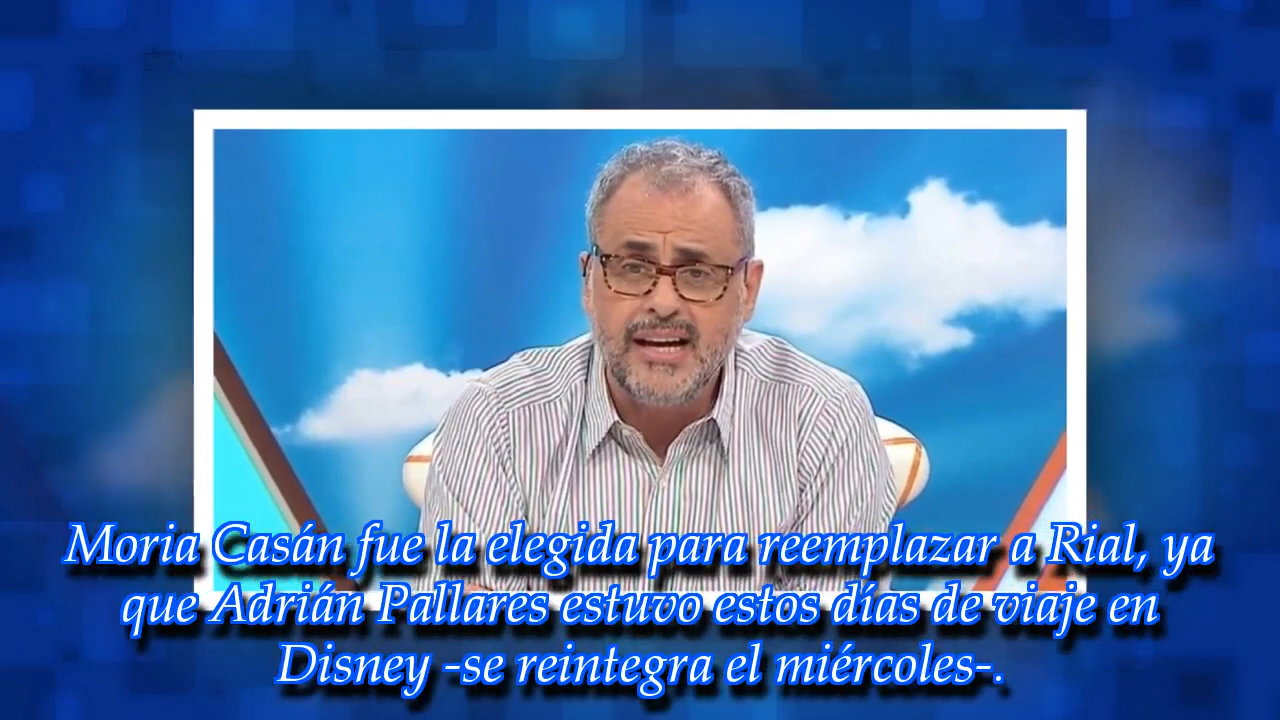 Moria Casán fue la elegida para reemplazar a Rial, ya
que Adrián Pallares estuvo estos días de viaje en
Disney -se reintegra el miércoles-.